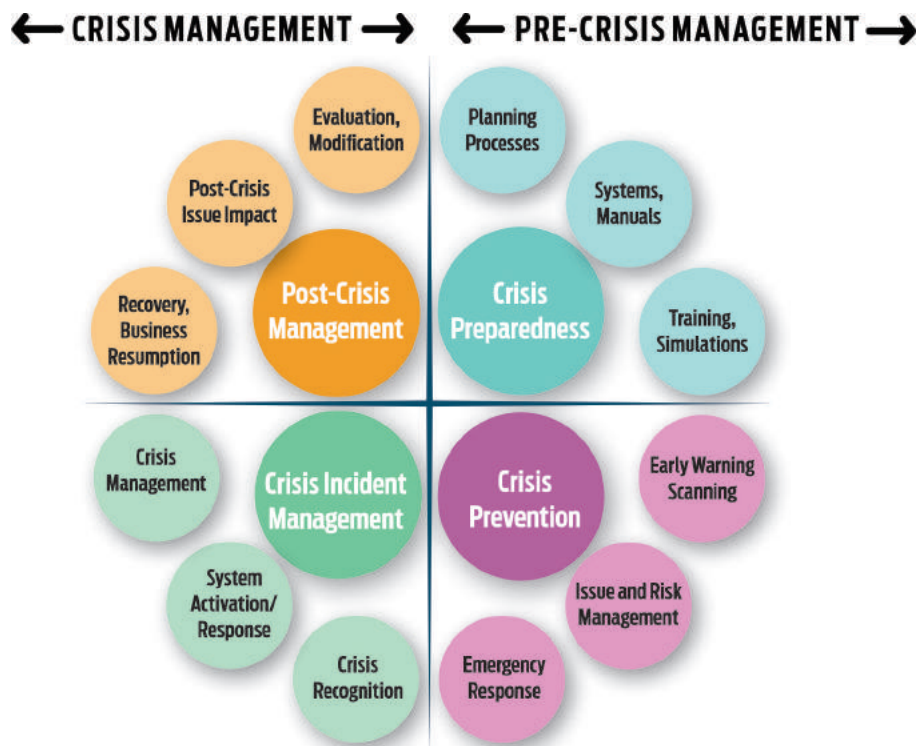 CRISIS MANAGEMENT
PRE-CRISIS MANAGEMENT
Evaluation,
Modification
Post-Crisis
Issue Impact
Recovery,
Business
Resumption
Post-Crisis
Management
Planning
Processes
Systems,
Manuals
Training,
Simulations
Crisis
Preparedness
Crisis
Management
System
Activation/
Response
Crisis
Recognition
Crisis Incident
Management
Crisis
Prevention
Early Warning
Scanning
Issue and Risk
Management
Emergency
Response